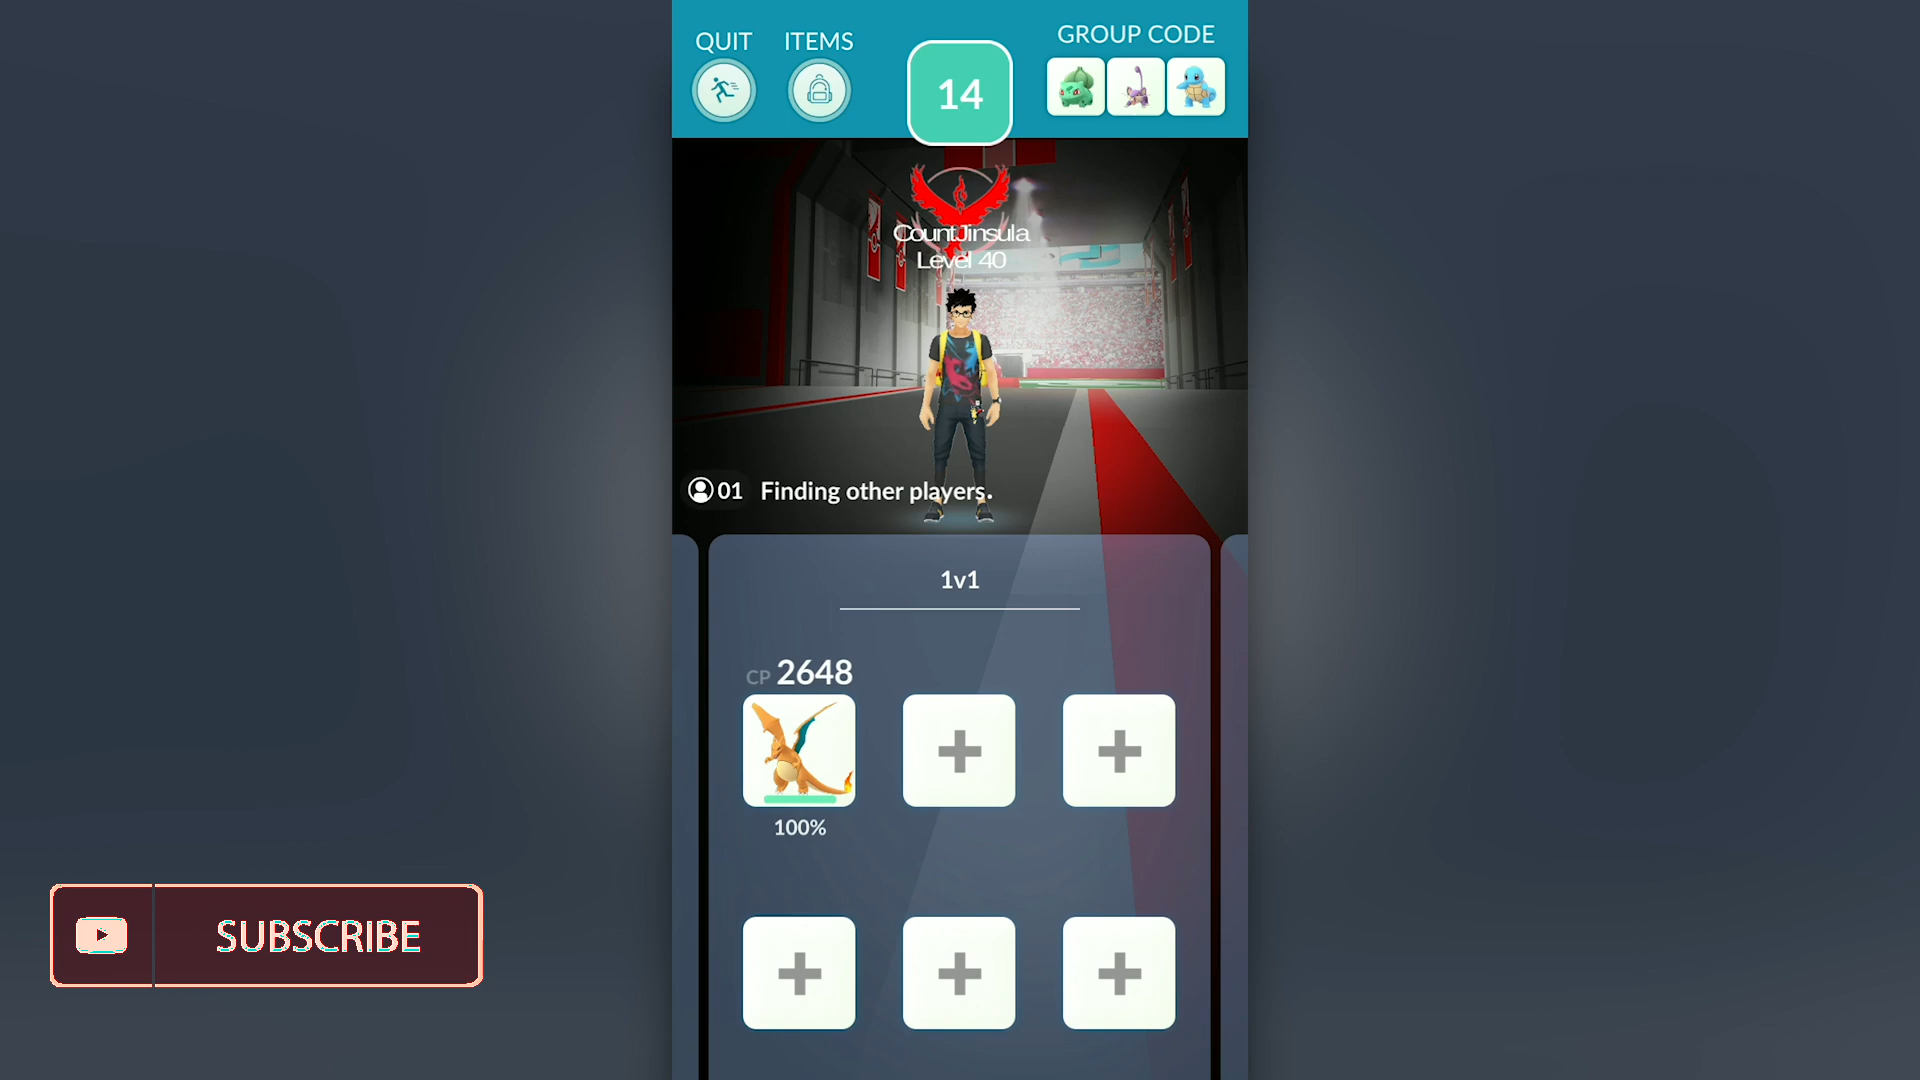 QUIT
ITEMS
14
GROUP CODE
CountJinsula
Level 40
01
Finding other players.
1v1
CP 2648
100%
SUBSCRIBE